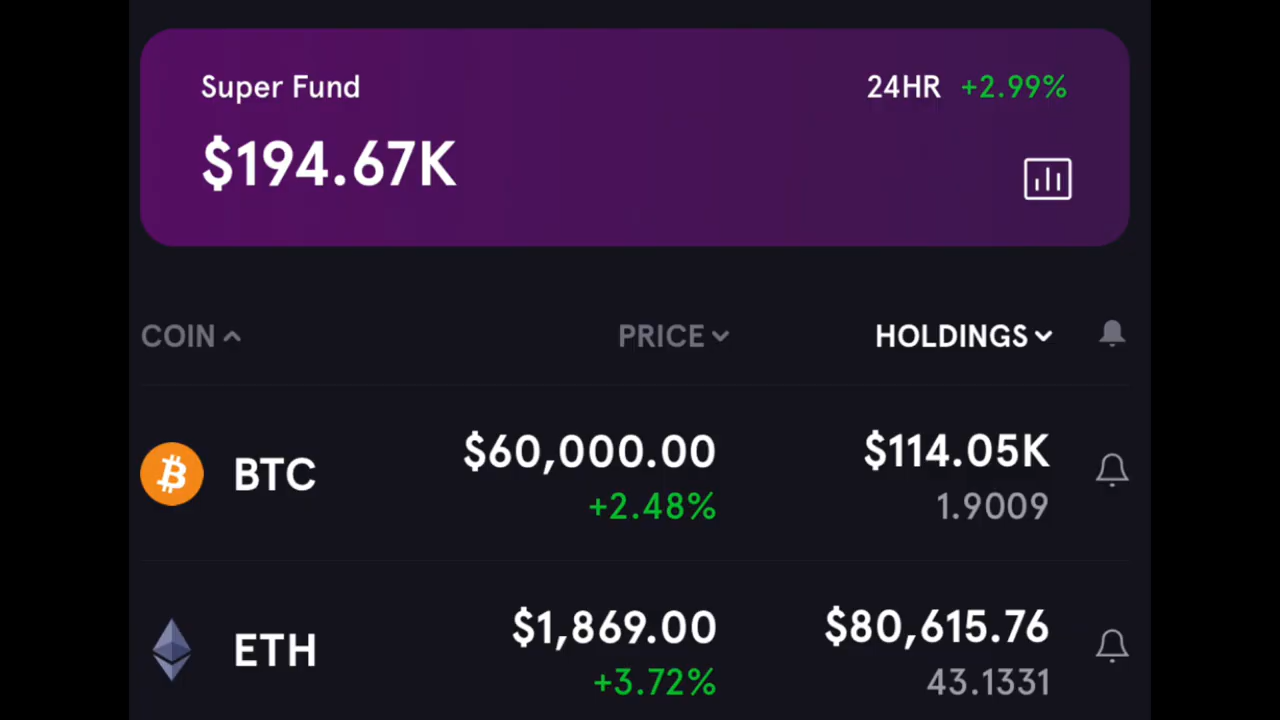 Super Fund
24HR +2.99%
$194.67K
COIN PRICE HOLDINGS
BTC $60,000.00 $114.05K
+2.48% 1.9009
ETH $1,869.00 $80,615.76
+3.72% 43.1331